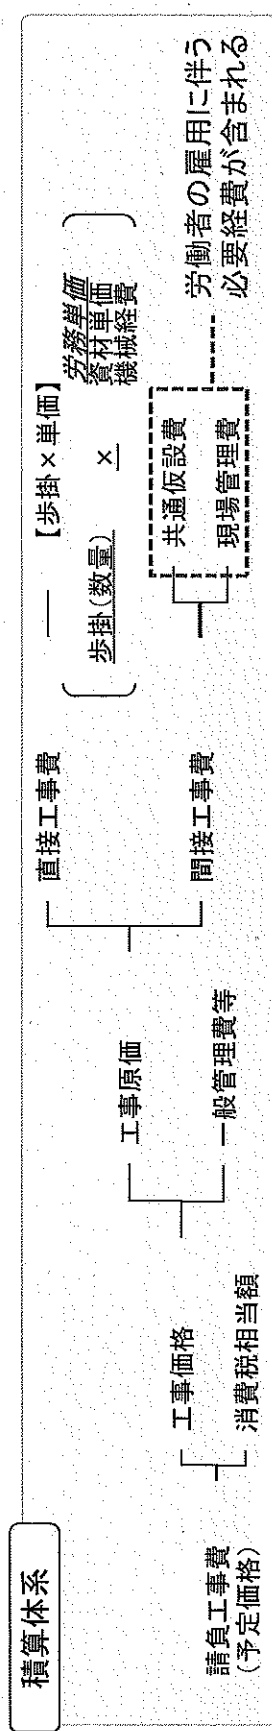 積算体系
請負工事費
(予定価格)
工事価格
消費税相当額
工事原価
一般管理費等
直接工事費
間接工事費
【歩掛×単価】
歩掛(数量)
×
労務単価
資材単価
機械経費
共通仮設費
現場管理費
労働者の雇用に伴う
必要経費が含まれる